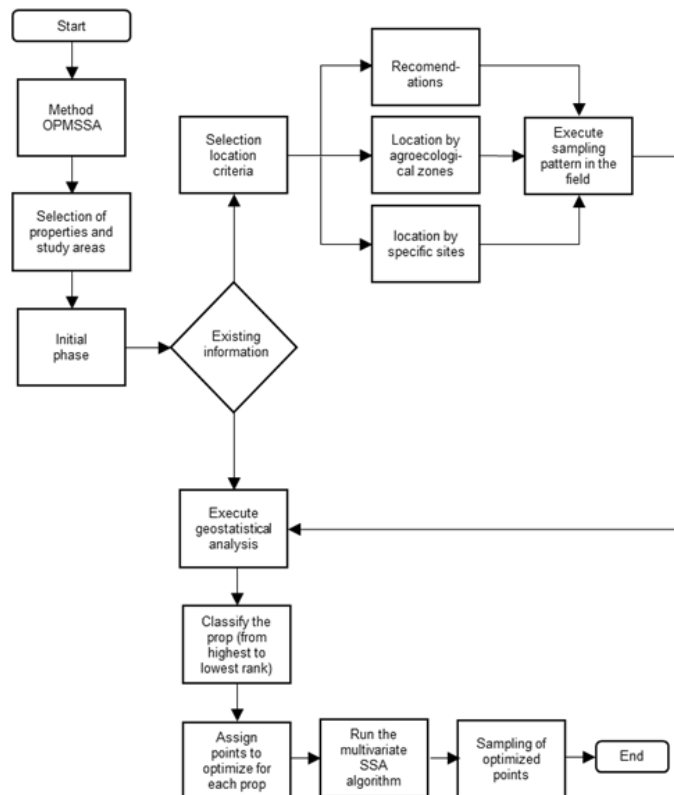 Start
Method
OPMSSA
Selection of
properties and
study areas
Initial
phase
Existing
information
Selection
location
criteria
Recomend-
ations
Location by
agroecologi-
cal zones
location by
specific sites
Execute
sampling
pattern in the
field
Execute
geostatistical
analysis
Classify the
prop (from
highest to
lowest rank)
Assign
points to
optimize for
each prop
Run the
multivariate
SSA
algorithm
Sampling of
optimized
points
End